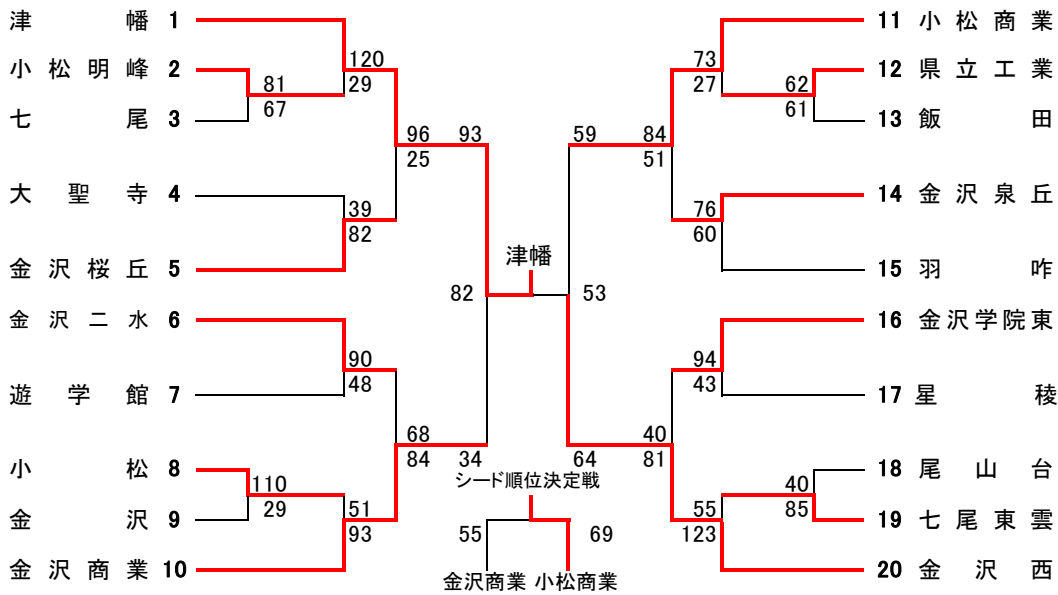 津幡 1
小松明峰 2
七尾 3
大聖寺 4
金沢桜丘 5
金沢二水 6
遊学館 7
小松 8
金沢 9
金沢商業 10
120
29
81
67
96
25
93
39
82
82
90
48
68
84
34
110
29
51
93
津幡
シード順位決定戦
55
69
金沢商業 小松商業
59
84
51
53
73
27
62
61
76
60
94
43
40
81
64
40
85
55
123
11 小松商業
12 県立工業
13 飯田
14 金沢泉丘
15 羽咋
16 金沢学院東
17 星稜
18 尾山台
19 七尾東雲
20 金沢西